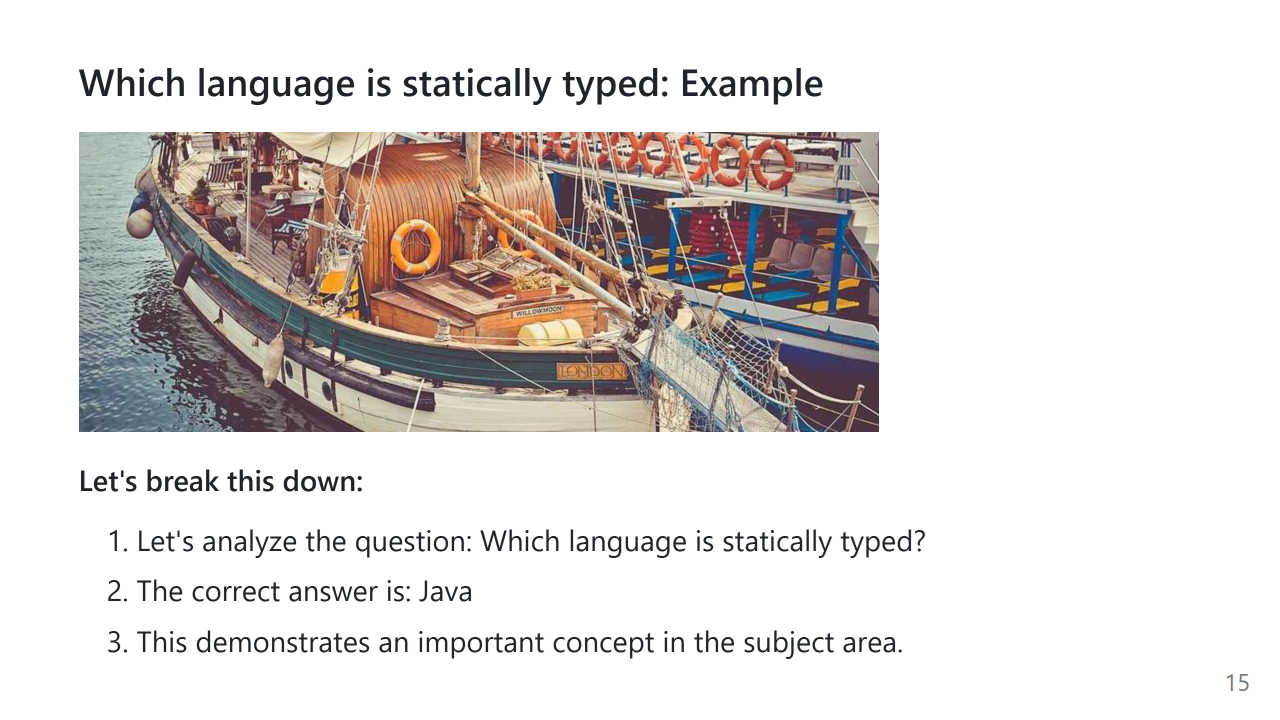 Which language is statically typed: Example
WILLOWMOON
LONDON
Let's break this down:
1. Let's analyze the question: Which language is statically typed?
2. The correct answer is: Java
3. This demonstrates an important concept in the subject area.
15